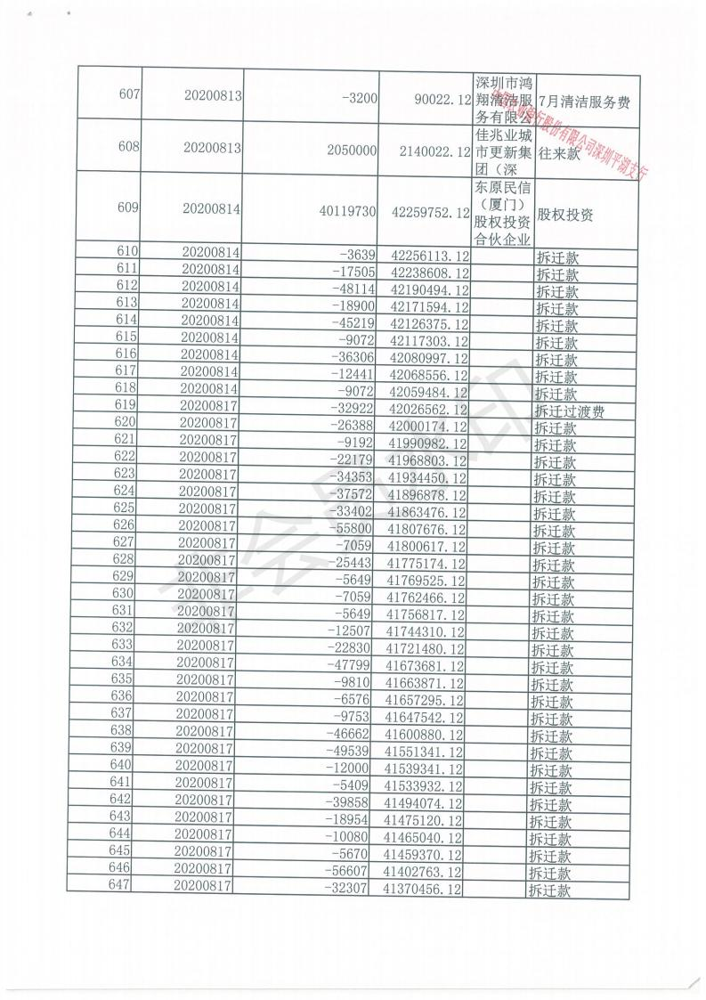 607 20200813 -3200 90022.12 深圳市鸿翔清洁服务有限公 7月清洁服务费
608 20200813 2050000 2140022.12 佳兆业城市更新集团（深 往来款
609 20200814 40119730 42259752.12 东原民信（厦门）股权投资合伙企业 股权投资
610 20200814 -3639 42256113.12 拆迁款
611 20200814 -17505 42238608.12 拆迁款
612 20200814 -48114 42190494.12 拆迁款
613 20200814 -18900 42171594.12 拆迁款
614 20200814 -45219 42126375.12 拆迁款
615 20200814 -9072 42117303.12 拆迁款
616 20200814 -36306 42080997.12 拆迁款
617 20200814 -12441 42068556.12 拆迁款
618 20200814 -9072 42059484.12 拆迁款
619 20200817 -32922 42026562.12 拆迁过渡费
620 20200817 -26388 42000174.12 拆迁款
621 20200817 -9192 41990982.12 拆迁款
622 20200817 -22179 41968803.12 拆迁款
623 20200817 -34353 41934450.12 拆迁款
624 20200817 -37572 41896878.12 拆迁款
625 20200817 -33402 41863476.12 拆迁款
626 20200817 -55800 41807676.12 拆迁款
627 20200817 -7059 41800617.12 拆迁款
628 20200817 -25443 41775174.12 拆迁款
629 20200817 -5649 41769525.12 拆迁款
630 20200817 -7059 41762466.12 拆迁款
631 20200817 -5649 41756817.12 拆迁款
632 20200817 -12507 41744310.12 拆迁款
633 20200817 -22830 41721480.12 拆迁款
634 20200817 -47799 41673681.12 拆迁款
635 20200817 -9810 41663871.12 拆迁款
636 20200817 -6576 41657295.12 拆迁款
637 20200817 -9753 41647542.12 拆迁款
638 20200817 -46662 41600880.12 拆迁款
639 20200817 -49539 41551341.12 拆迁款
640 20200817 -12000 41539341.12 拆迁款
641 20200817 -5409 41533932.12 拆迁款
642 20200817 -39858 41494074.12 拆迁款
643 20200817 -18954 41475120.12 拆迁款
644 20200817 -10080 41465040.12 拆迁款
645 20200817 -5670 41459370.12 拆迁款
646 20200817 -56607 41402763.12 拆迁款
647 20200817 -32307 41370456.12 拆迁款
银行股份有限公司深圳平湖支行
非会员水印